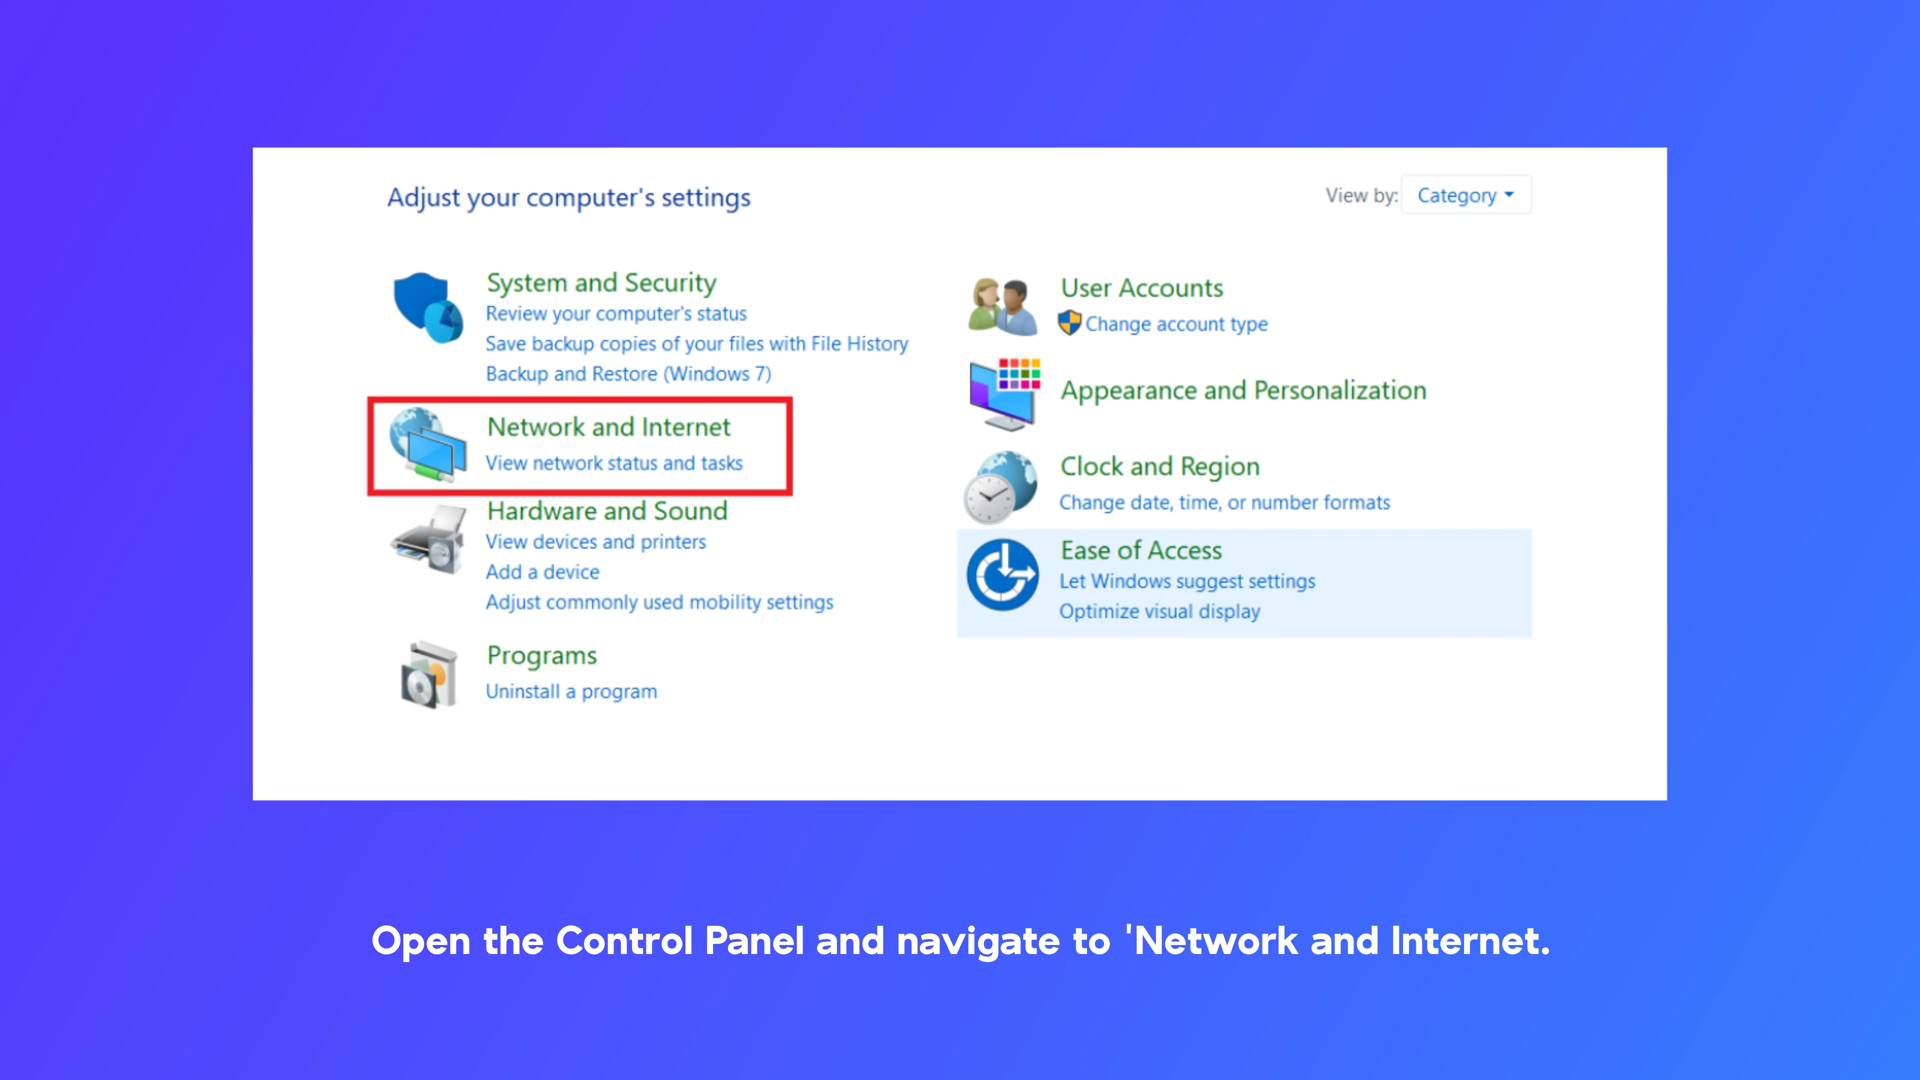 Adjust your computer's settings
View by: Category
System and Security
Review your computer's status
Save backup copies of your files with File History
Backup and Restore (Windows 7)
Network and Internet
View network status and tasks
Hardware and Sound
View devices and printers
Add a device
Adjust commonly used mobility settings
Programs
Uninstall a program
User Accounts
Change account type
Appearance and Personalization
Clock and Region
Change date, time, or number formats
Ease of Access
Let Windows suggest settings
Optimize visual display
Open the Control Panel and navigate to 'Network and Internet.